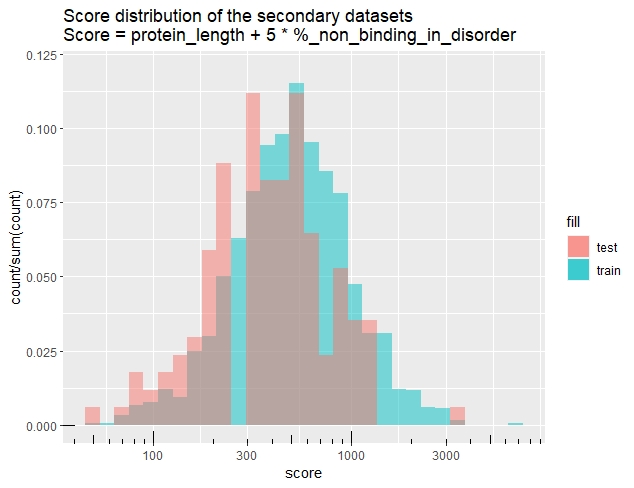 Score distribution of the secondary datasets
Score = protein_length + 5 * %_non_binding_in_disorder
0.125
0.100
0.075
0.050
0.025
0.000
count/sum(count)
100
300
1000
3000
score
fill
test
train